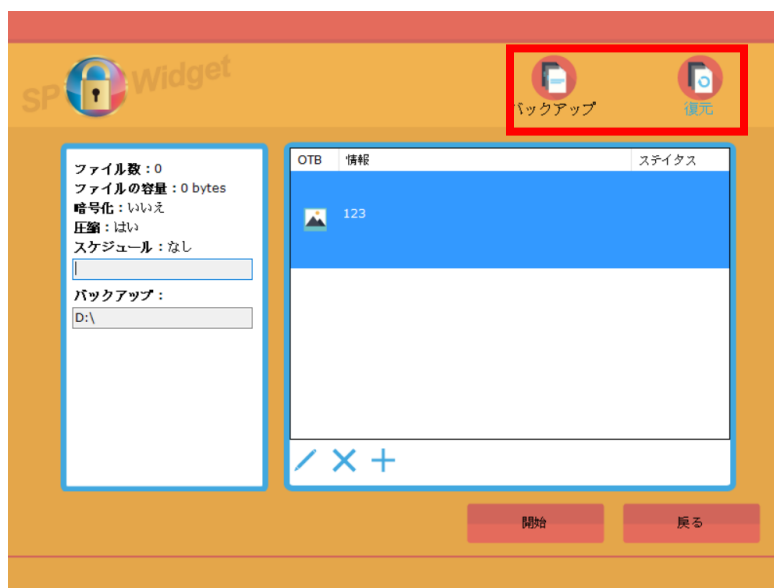 SP Widget
バックアップ
復元
ファイル数：0
ファイルの容量：0 bytes
暗号化：いいえ
圧縮：はい
スケジュール：なし
バックアップ：
D:\
OTB 情報 ステイタス
123
開始 戻る